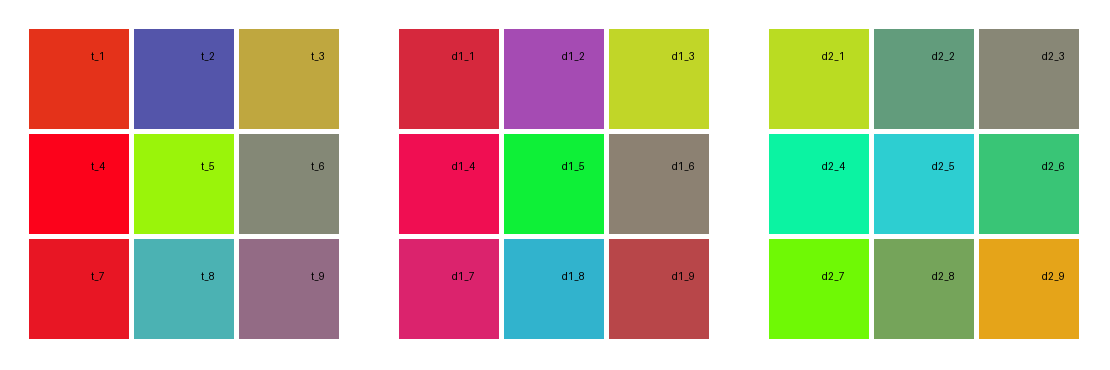 t_1 t_2 t_3 d1_1 d1_2 d1_3 d2_1 d2_2 d2_3
t_4 t_5 t_6 d1_4 d1_5 d1_6 d2_4 d2_5 d2_6
t_7 t_8 t_9 d1_7 d1_8 d1_9 d2_7 d2_8 d2_9